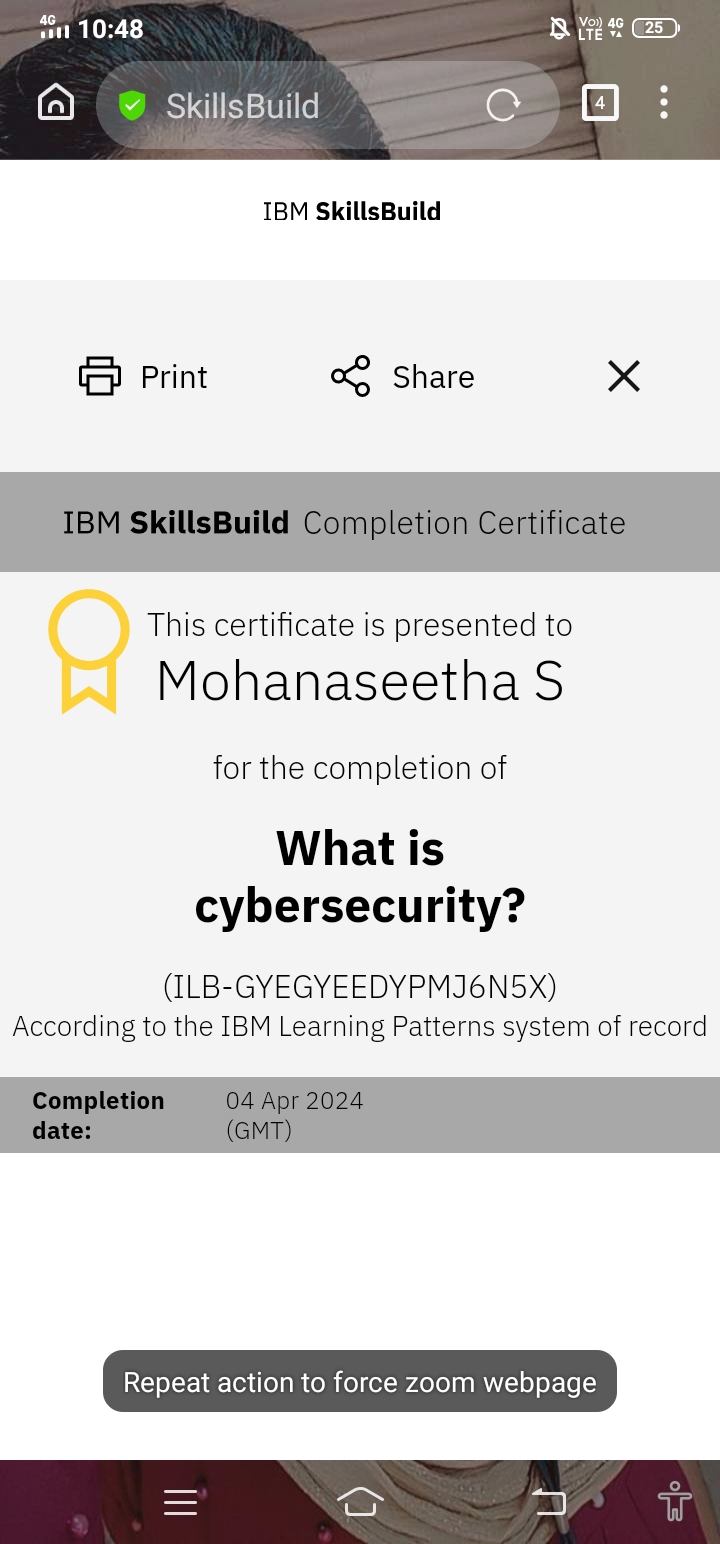 4G 10:48 Vo)) LTE 4G 25
SkillsBuild 4
IBM SkillsBuild
Print Share
IBM SkillsBuild Completion Certificate
This certificate is presented to
Mohanaseetha S
for the completion of
What is
cybersecurity?
(ILB-GYEGYEEDYPMJ6N5X)
According to the IBM Learning Patterns system of record
Completion 04 Apr 2024
date: (GMT)
Repeat action to force zoom webpage